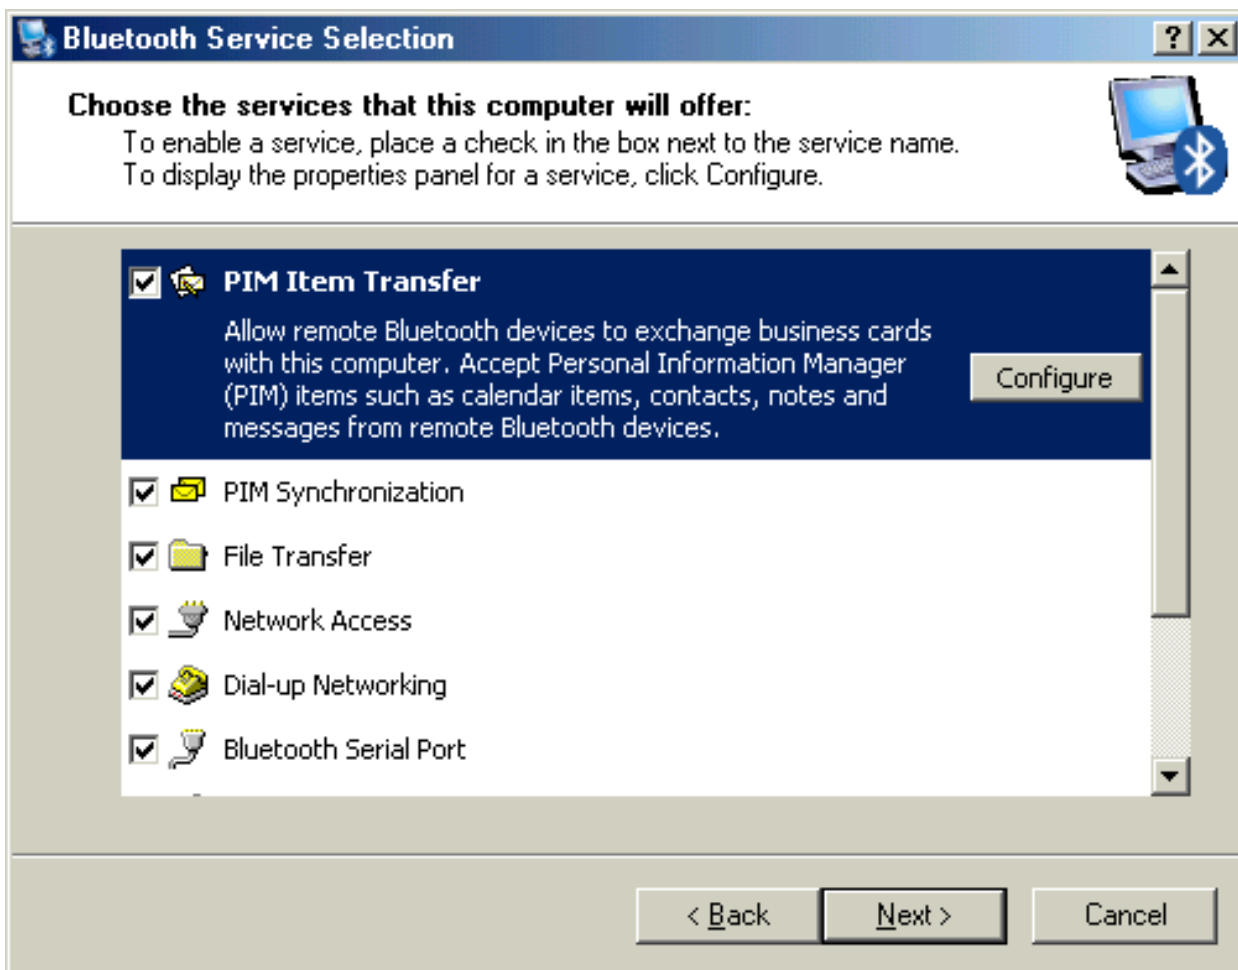 Bluetooth Service Selection
Choose the services that this computer will offer:
To enable a service, place a check in the box next to the service name.
To display the properties panel for a service, click Configure.
PIM Item Transfer
Allow remote Bluetooth devices to exchange business cards
with this computer. Accept Personal Information Manager
(PIM) items such as calendar items, contacts, notes and
messages from remote Bluetooth devices.
Configure
PIM Synchronization
File Transfer
Network Access
Dial-up Networking
Bluetooth Serial Port
< Back
Next >
Cancel